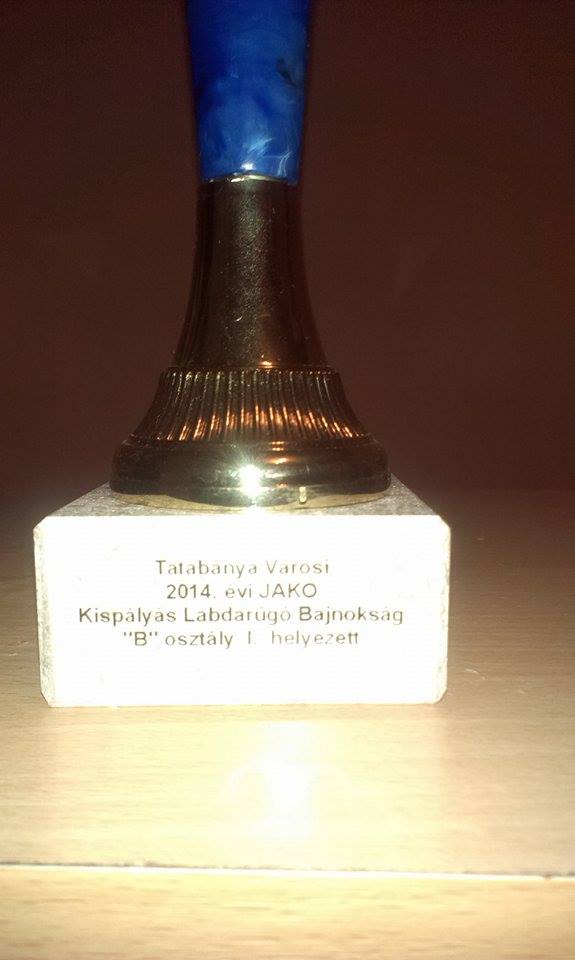 Tatabánya Városi
2014. évi JAKO
Kispályás Labdarúgó Bajnokság
"B" osztály I. helyezett